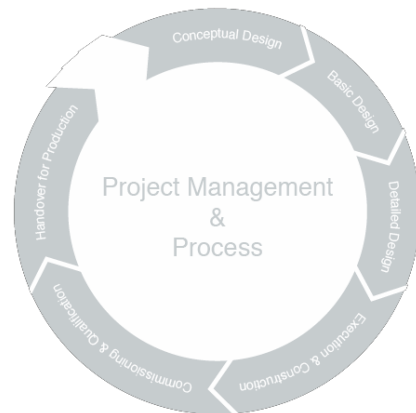 Conceptual Design
Basic Design
Detailed Design
Execution & Construction
Commissioning & Qualification
Handover for Production
Project Management
&
Process